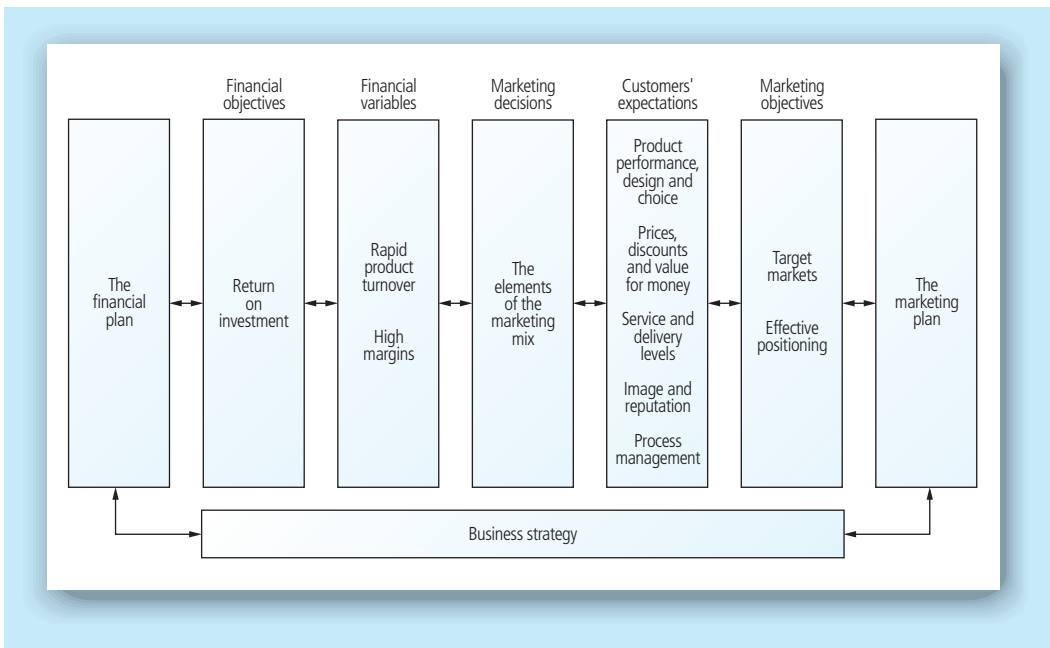 Financial
objectives
Financial
variables
Marketing
decisions
Customers'
expectations
Marketing
objectives
The
financial
plan
Return
on
investment
Rapid
product
turnover
High
margins
The
elements
of the
marketing
mix
Product
performance,
design and
choice
Prices,
discounts
and value
for money
Service and
delivery
levels
Image and
reputation
Process
management
Target
markets
Effective
positioning
The
marketing
plan
Business strategy